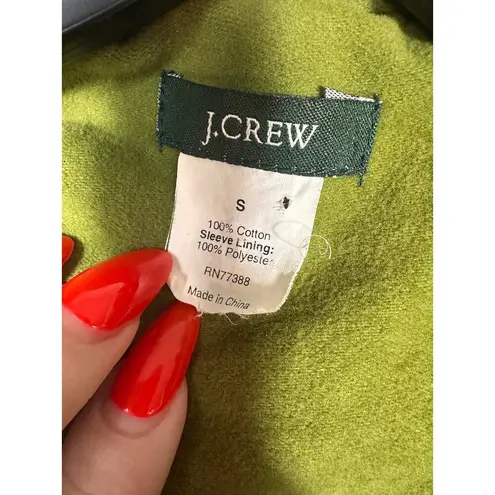 J.CREW
S
100% Cotton
Sleeve Lining:
100% Polyester
RN77388
Made in China